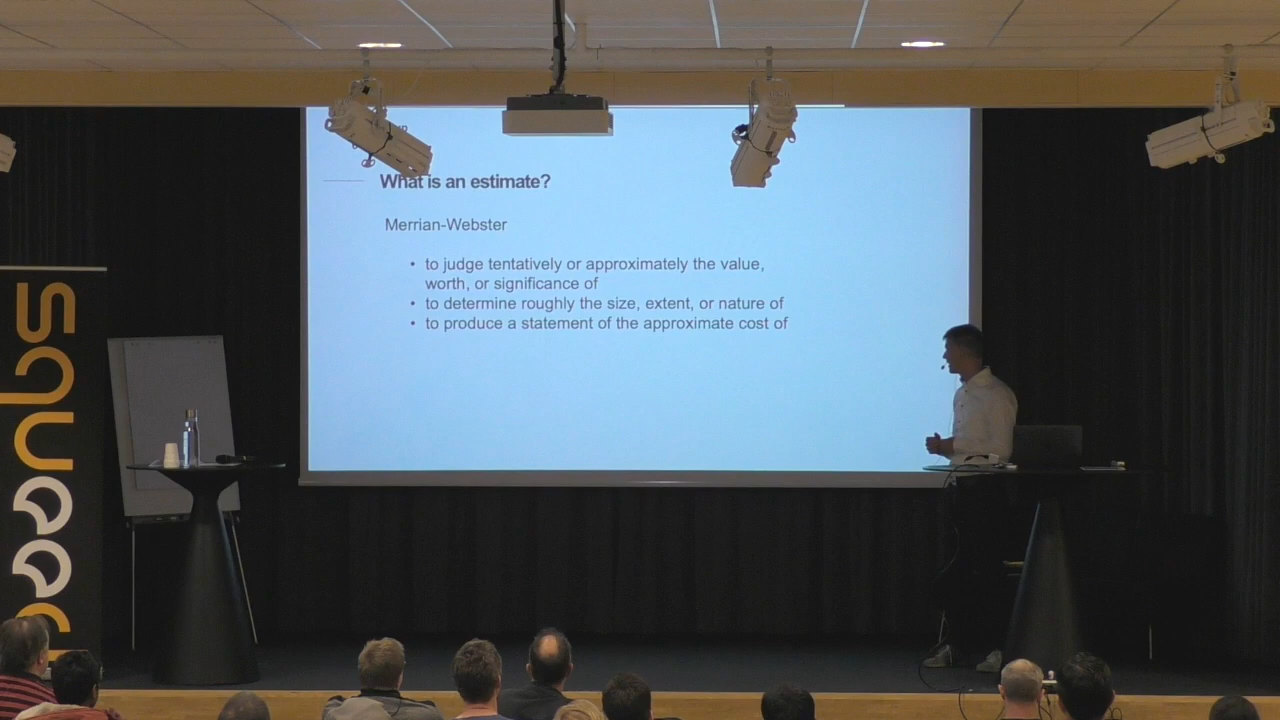 What is an estimate?
Merrian-Webster
• to judge tentatively or approximately the value,
worth, or significance of
• to determine roughly the size, extent, or nature of
• to produce a statement of the approximate cost of